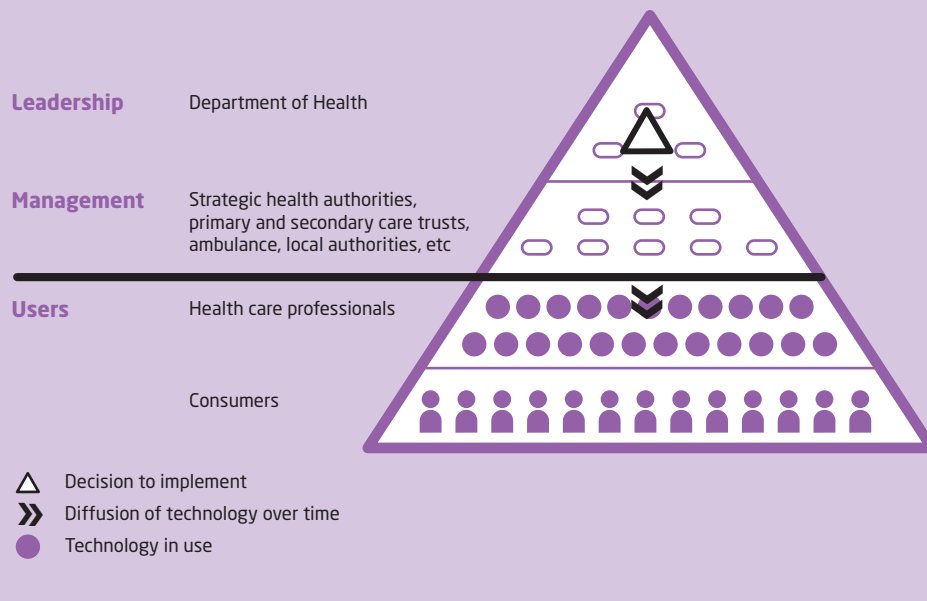 Leadership
Department of Health
Management
Strategic health authorities,
primary and secondary care trusts,
ambulance, local authorities, etc
Users
Health care professionals
Consumers
Decision to implement
Diffusion of technology over time
Technology in use